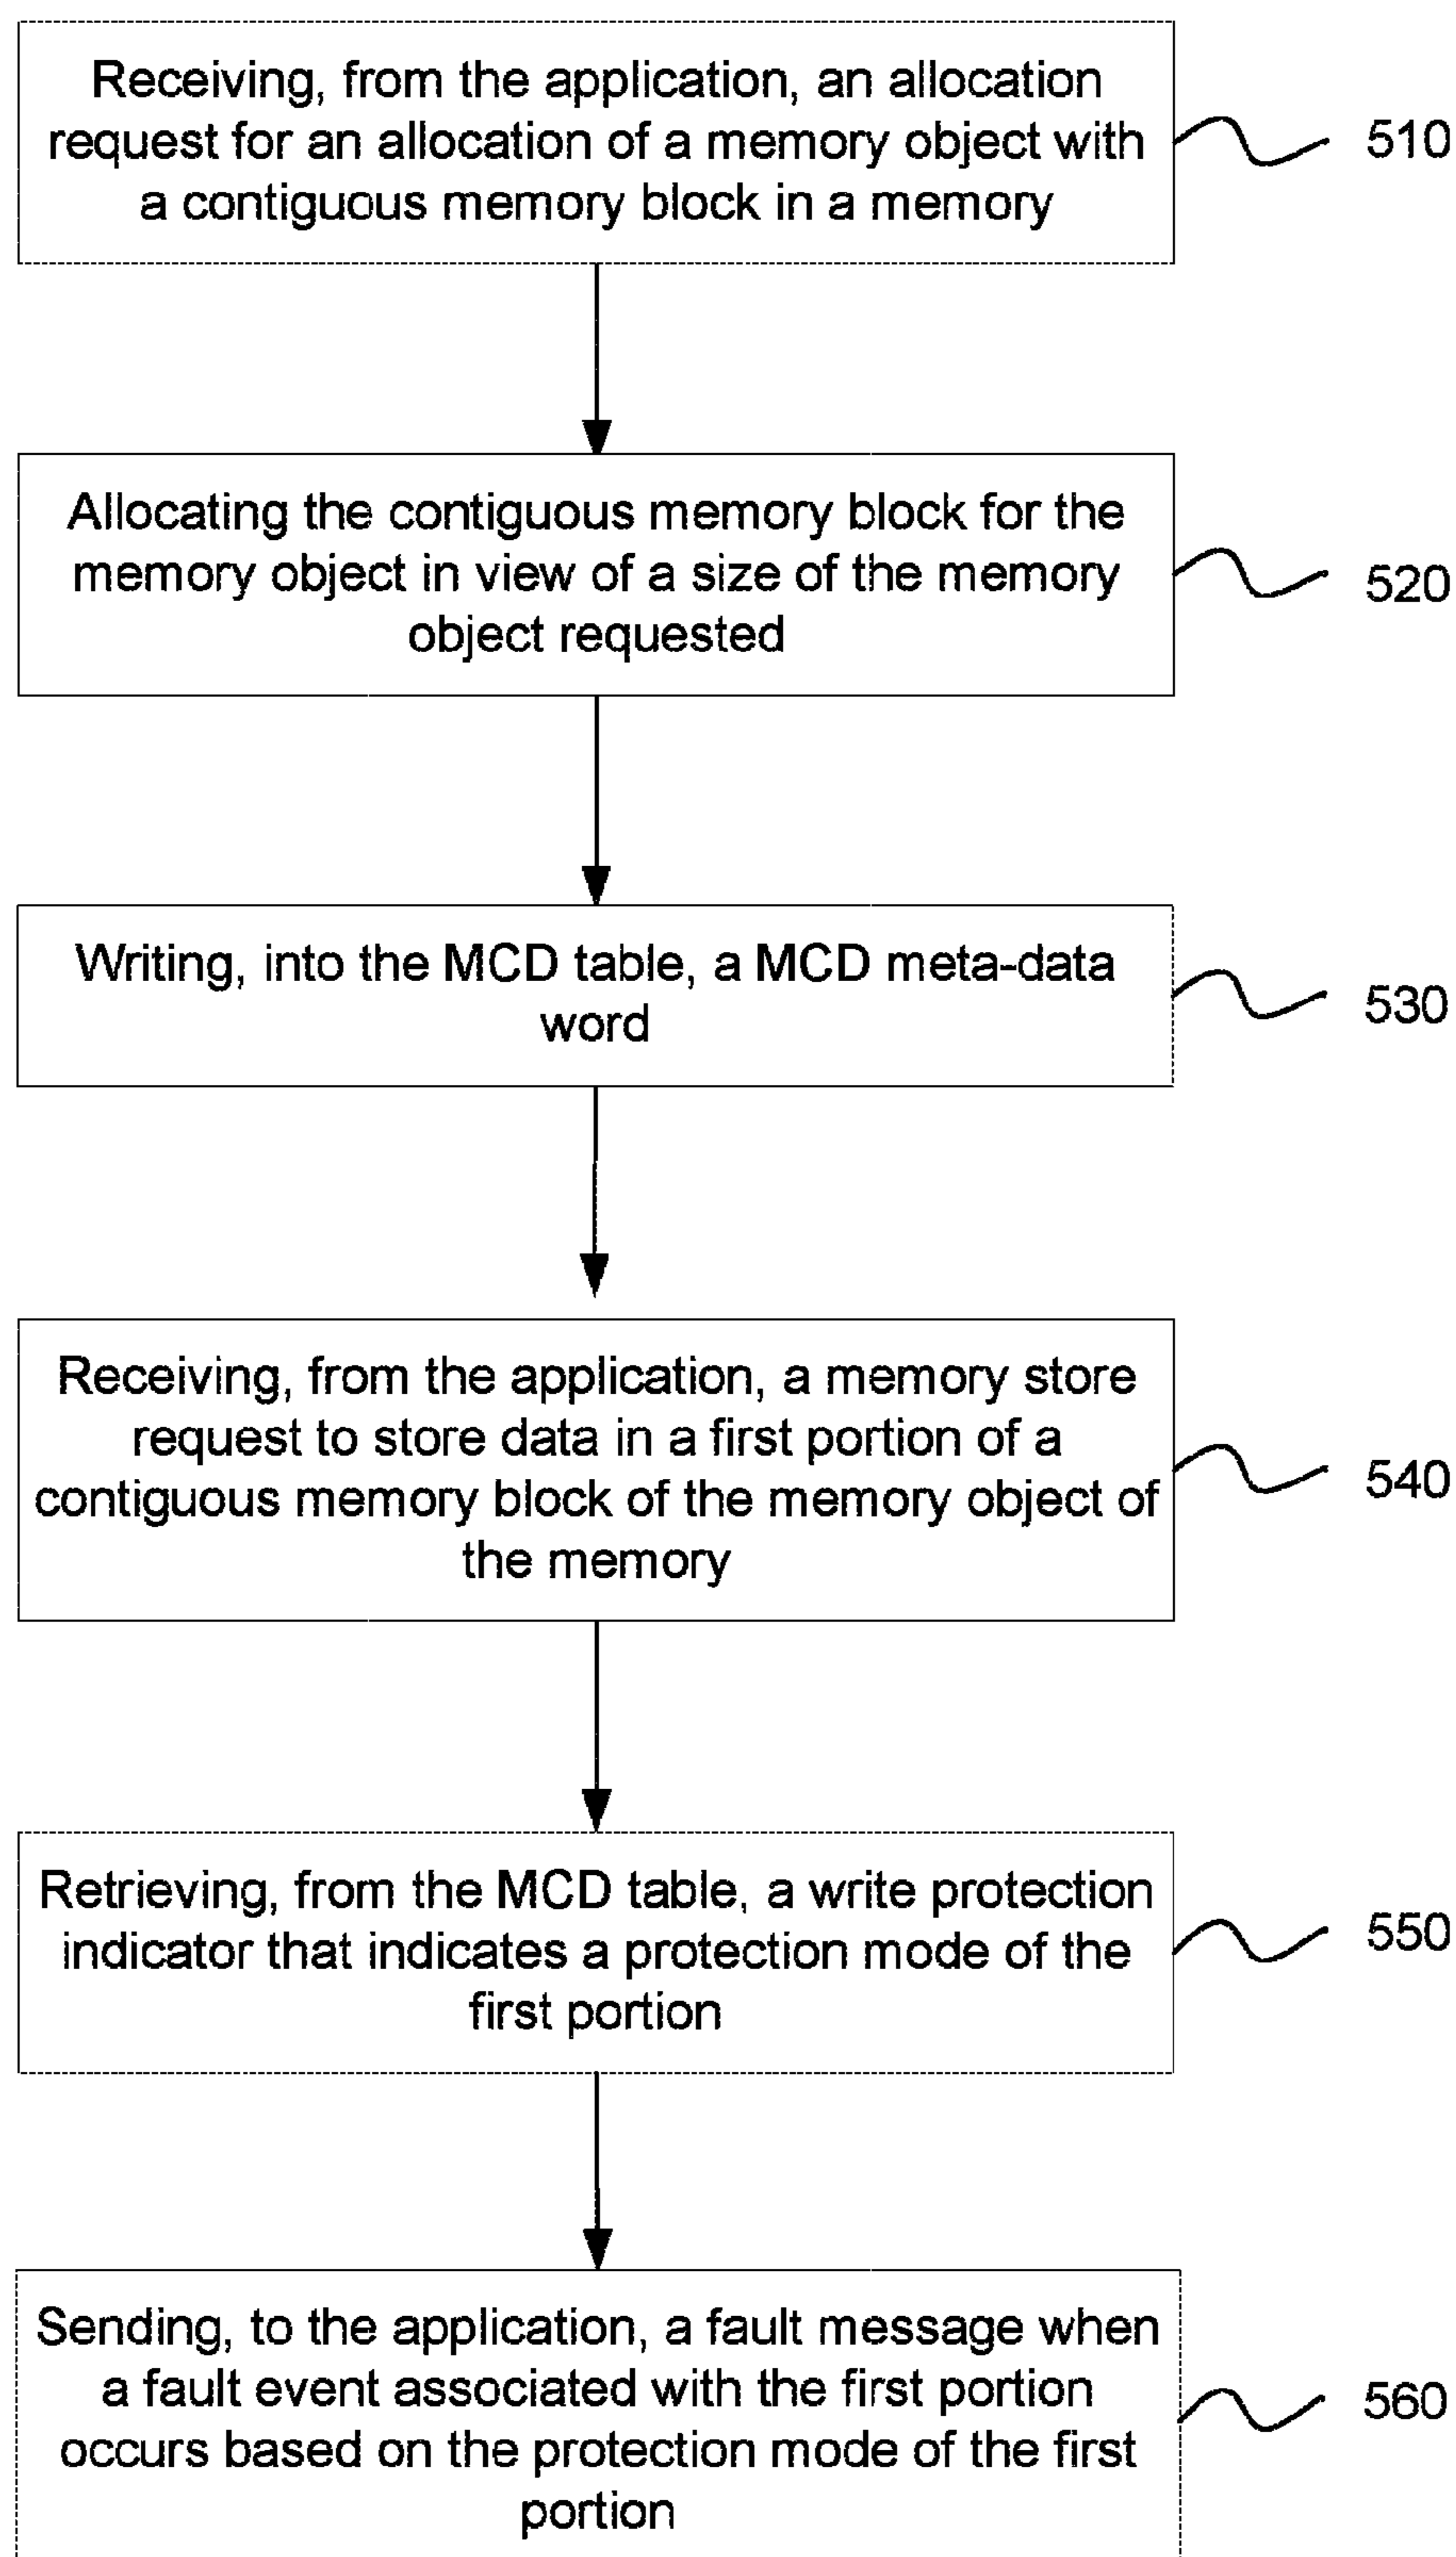 Receiving, from the application, an allocation
request for an allocation of a memory object with
a contiguous memory block in a memory
510
Allocating the contiguous memory block for the
memory object in view of a size of the memory
object requested
520
Writing, into the MCD table, a MCD meta-data
word
530
Receiving, from the application, a memory store
request to store data in a first portion of a
contiguous memory block of the memory object of
the memory
540
Retrieving, from the MCD table, a write protection
indicator that indicates a protection mode of the
first portion
550
Sending, to the application, a fault message when
a fault event associated with the first portion
occurs based on the protection mode of the first
portion
560